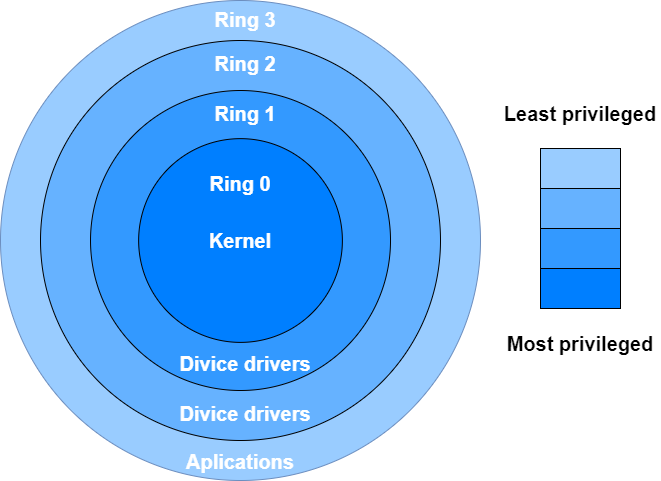 Ring 3
Ring 2
Ring 1
Ring 0
Kernel
Divice drivers
Divice drivers
Aplications
Least privileged
Most privileged